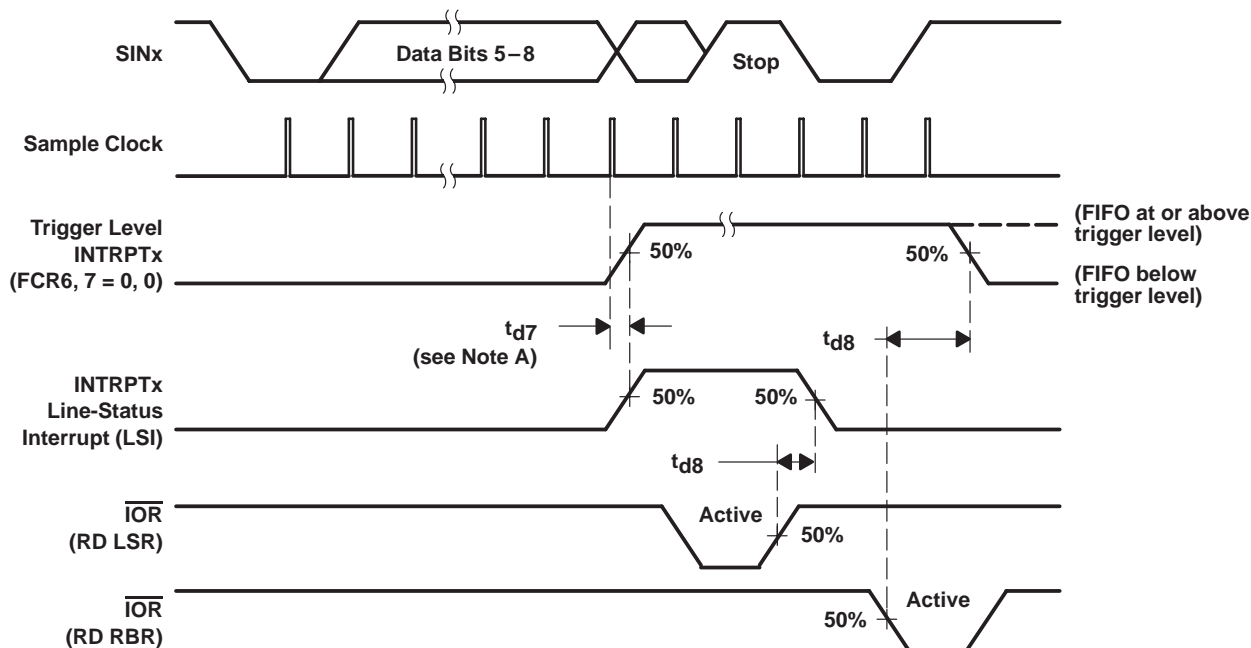 SINx
Data Bits 5–8
Stop
Sample Clock
Trigger Level
INTRPTx
(FCR6, 7 = 0, 0)
50%
50%
(FIFO at or above
trigger level)
(FIFO below
trigger level)
td7
(see Note A)
td8
INTRPTx
Line-Status
Interrupt (LSI)
50%
50%
td8
IOR
(RD LSR)
Active
50%
IOR
(RD RBR)
50%
Active